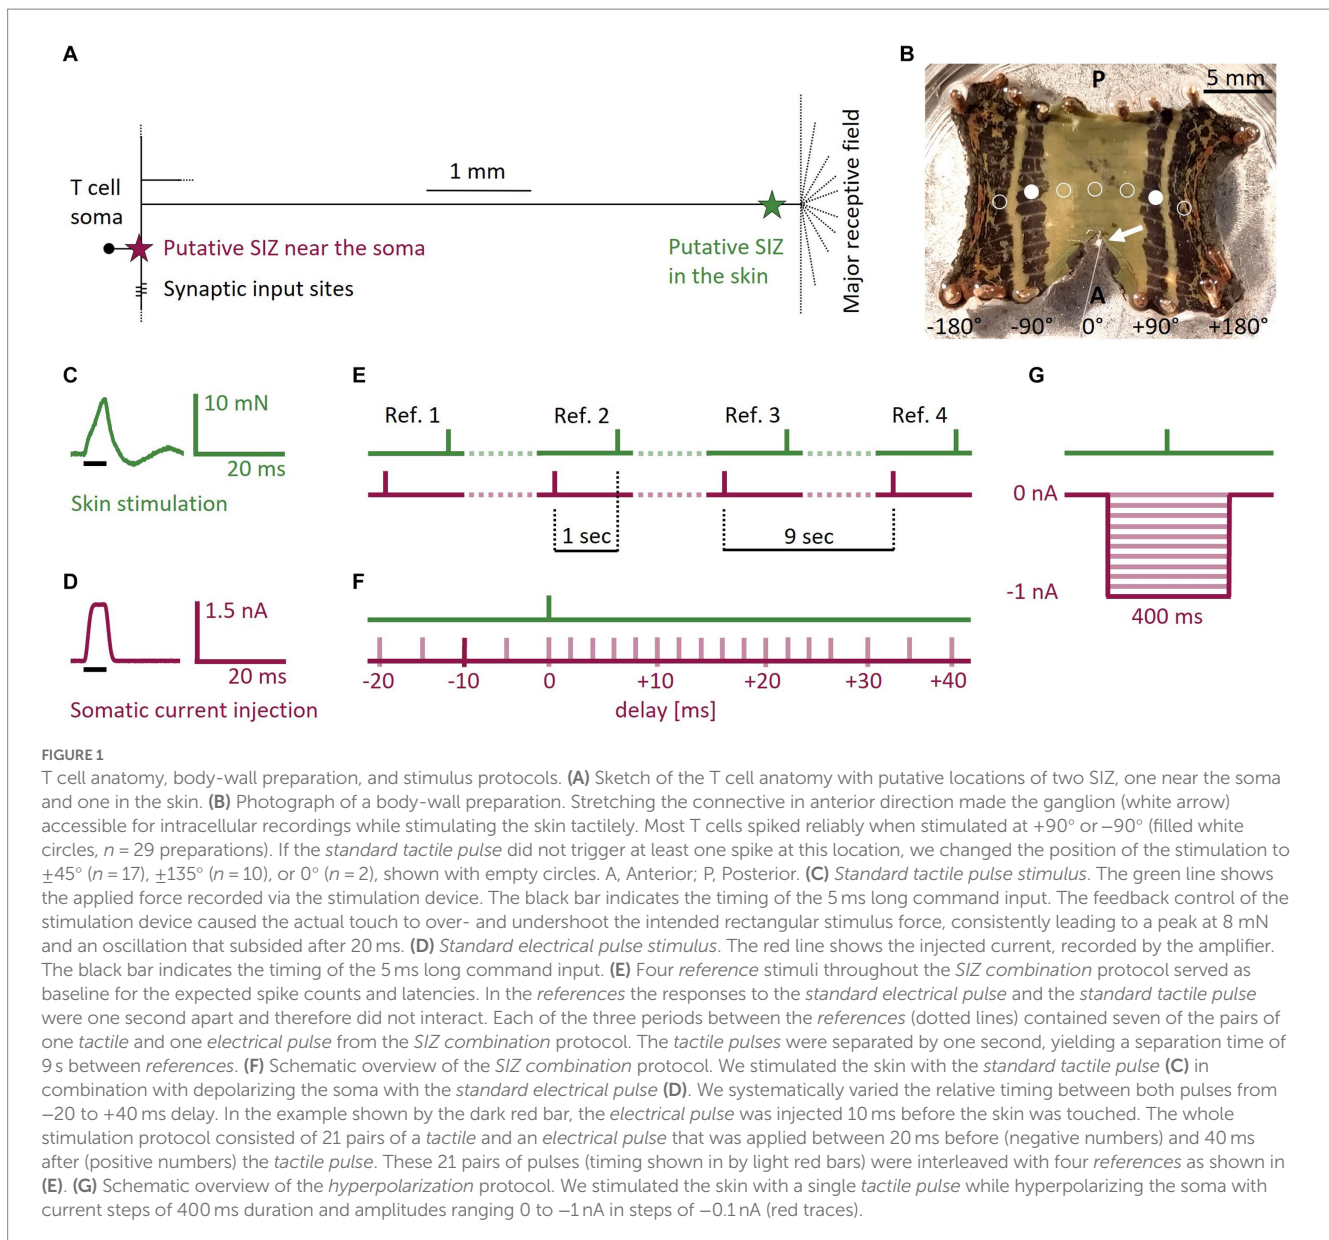 A
T cell
soma
1 mm
Putative SIZ near the soma
Synaptic input sites
Putative SIZ
in the skin
Major receptive field
B
P
5 mm
A
-180° -90° 0° +90° +180°
C
10 mN
20 ms
Skin stimulation
D
1.5 nA
20 ms
Somatic current injection
E
Ref. 1 Ref. 2 Ref. 3 Ref. 4
1 sec 9 sec
F
-20 -10 0 +10 +20 +30 +40
delay [ms]
G
0 nA
-1 nA
400 ms
FIGURE 1
T cell anatomy, body-wall preparation, and stimulus protocols. (A) Sketch of the T cell anatomy with putative locations of two SIZ, one near the soma
and one in the skin. (B) Photograph of a body-wall preparation. Stretching the connective in anterior direction made the ganglion (white arrow)
accessible for intracellular recordings while stimulating the skin tactilely. Most T cells spiked reliably when stimulated at +90° or –90° (filled white
circles, n = 29 preparations). If the standard tactile pulse did not trigger at least one spike at this location, we changed the position of the stimulation to
±45° (n = 17), ±135° (n = 10), or 0° (n = 2), shown with empty circles. A, Anterior; P, Posterior. (C) Standard tactile pulse stimulus. The green line shows
the applied force recorded via the stimulation device. The black bar indicates the timing of the 5 ms long command input. The feedback control of the
stimulation device caused the actual touch to over- and undershoot the intended rectangular stimulus force, consistently leading to a peak at 8 mN
and an oscillation that subsided after 20 ms. (D) Standard electrical pulse stimulus. The red line shows the injected current, recorded by the amplifier.
The black bar indicates the timing of the 5 ms long command input. (E) Four reference stimuli throughout the SIZ combination protocol served as
baseline for the expected spike counts and latencies. In the references the responses to the standard electrical pulse and the standard tactile pulse
were one second apart and therefore did not interact. Each of the three periods between the references (dotted lines) contained seven of the pairs of
one tactile and one electrical pulse from the SIZ combination protocol. The tactile pulses were separated by one second, yielding a separation time of
9 s between references. (F) Schematic overview of the SIZ combination protocol. We stimulated the skin with the standard tactile pulse (C) in
combination with depolarizing the soma with the standard electrical pulse (D). We systematically varied the relative timing between both pulses from
–20 to +40 ms delay. In the example shown by the dark red bar, the electrical pulse was injected 10 ms before the skin was touched. The whole
stimulation protocol consisted of 21 pairs of a tactile and an electrical pulse that was applied between 20 ms before (negative numbers) and 40 ms
after (positive numbers) the tactile pulse. These 21 pairs of pulses (timing shown in by light red bars) were interleaved with four references as shown in
(E). (G) Schematic overview of the hyperpolarization protocol. We stimulated the skin with a single tactile pulse while hyperpolarizing the soma with
current steps of 400 ms duration and amplitudes ranging 0 to –1 nA in steps of –0.1 nA (red traces).